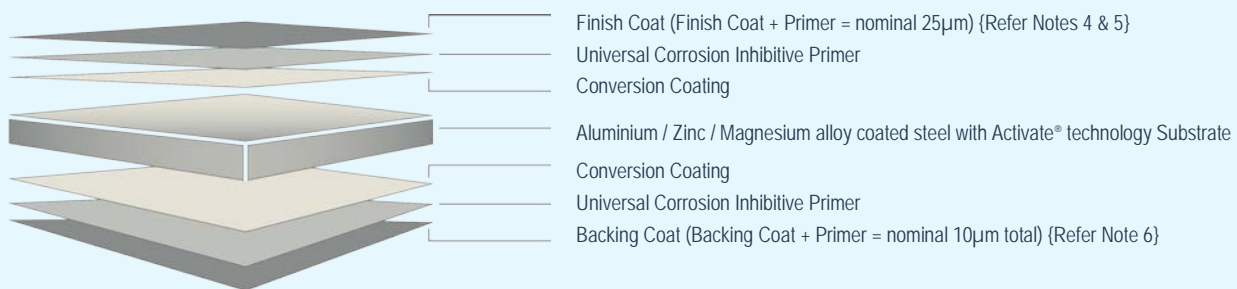 Finish Coat (Finish Coat + Primer = nominal 25µm) {Refer Notes 4 & 5}
Universal Corrosion Inhibitive Primer
Conversion Coating
Aluminium / Zinc / Magnesium alloy coated steel with Activate® technology Substrate
Conversion Coating
Universal Corrosion Inhibitive Primer
Backing Coat (Backing Coat + Primer = nominal 10µm total) {Refer Note 6}